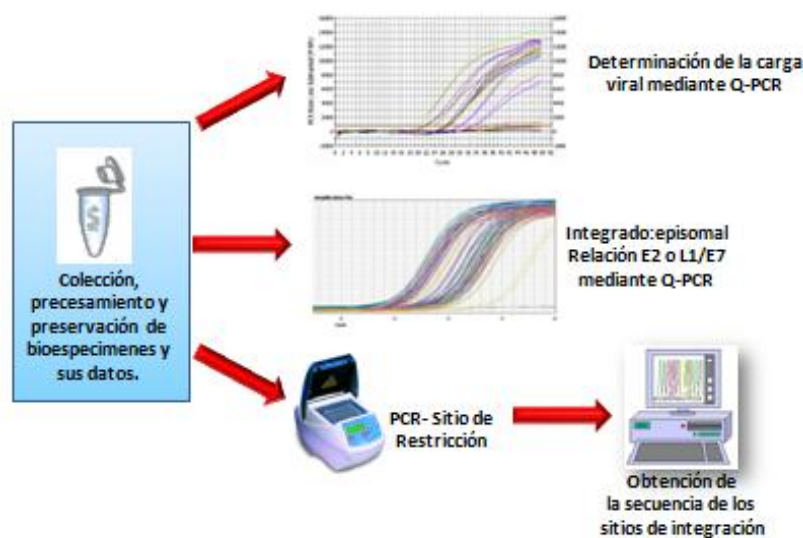 Determinación de la carga
viral mediante Q-PCR
Colección,
precesamiento y
preservación de
bioespecimenes y
sus datos.
Integrado:episomal
Relación E2 o L1/E7
mediante Q-PCR
PCR- Sitio de
Restricción
Obtención de
la secuencia de los
sitios de integración